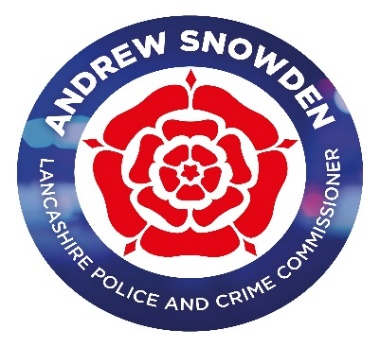 ANDREW SNOWDEN
LANCASHIRE POLICE AND CRIME COMMISSIONER